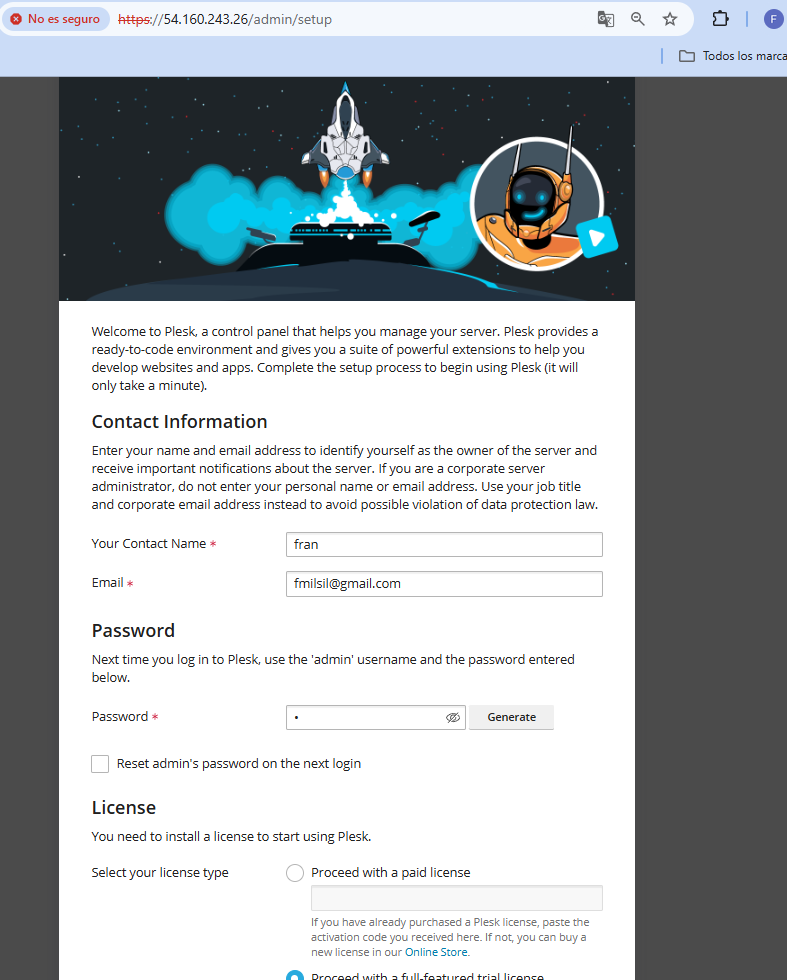 No es seguro https://54.160.243.26/admin/setup F
Todos los marca
Welcome to Plesk, a control panel that helps you manage your server. Plesk provides a
ready-to-code environment and gives you a suite of powerful extensions to help you
develop websites and apps. Complete the setup process to begin using Plesk (it will
only take a minute).
Contact Information
Enter your name and email address to identify yourself as the owner of the server and
receive important notifications about the server. If you are a corporate server
administrator, do not enter your personal name or email address. Use your job title
and corporate email address instead to avoid possible violation of data protection law.
Your Contact Name * fran
Email * fmilsil@gmail.com
Password
Next time you log in to Plesk, use the 'admin' username and the password entered
below.
Password * • Generate
Reset admin's password on the next login
License
You need to install a license to start using Plesk.
Select your license type Proceed with a paid license
If you have already purchased a Plesk license, paste the
activation code you received here. If not, you can buy a
new license in our Online Store.
Proceed with a full-featured trial license